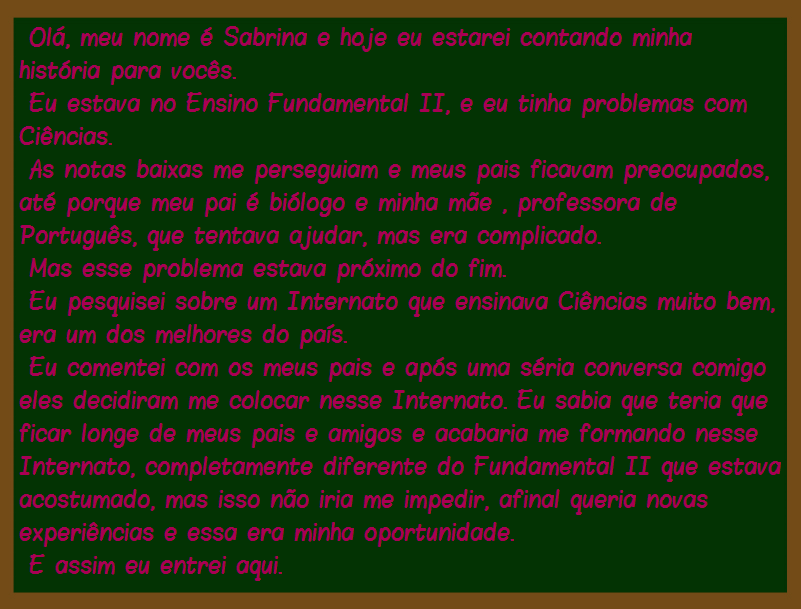 Olá, meu nome é Sabrina e hoje eu estarei contando minha
história para vocês.
Eu estava no Ensino Fundamental II, e eu tinha problemas com
Ciências.
As notas baixas me perseguiam e meus pais ficavam preocupados,
até porque meu pai é biólogo e minha mãe , professora de
Português, que tentava ajudar, mas era complicado.
Mas esse problema estava próximo do fim.
Eu pesquisei sobre um Internato que ensinava Ciências muito bem,
era um dos melhores do país.
Eu comentei com os meus pais e após uma séria conversa comigo
eles decidiram me colocar nesse Internato. Eu sabia que teria que
ficar longe de meus pais e amigos e acabaria me formando nesse
Internato, completamente diferente do Fundamental II que estava
acostumado, mas isso não iria me impedir, afinal queria novas
experiências e essa era minha oportunidade.
E assim eu entrei aqui.